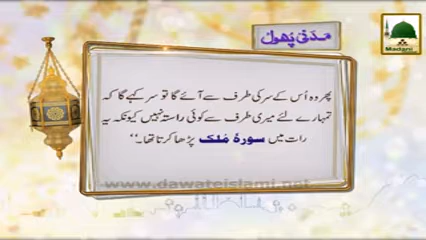 مدنی پھول
Madani
پھر وہ اُس کے سر کی طرف سے آئے گا تو سر کہے گا کہ
تمہارے لئے میری طرف سے کوئی راستہ نہیں کیونکہ یہ
رات میں سورۂ مُلک پڑھا کرتا تھا۔‘‘
www.dawateislami.net